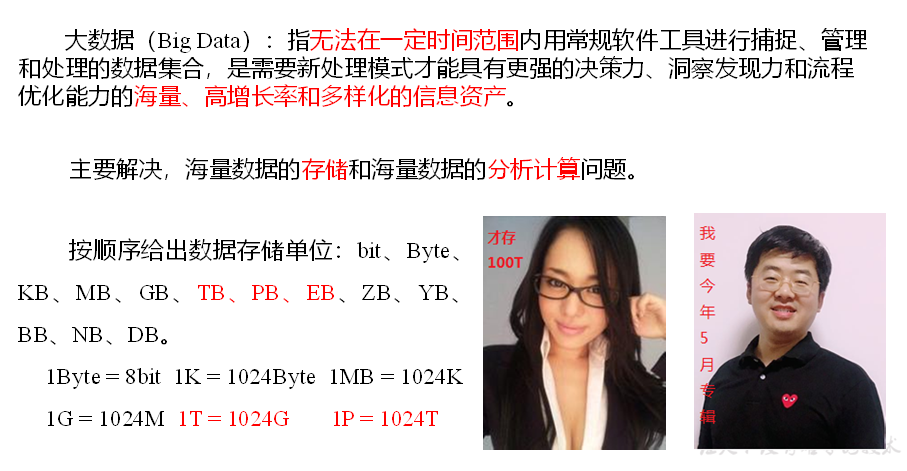 大数据（Big Data）：指无法在一定时间范围内用常规软件工具进行捕捉、管理
和处理的数据集合，是需要新处理模式才能具有更强的决策力、洞察发现力和流程
优化能力的海量、高增长率和多样化的信息资产。
主要解决，海量数据的存储和海量数据的分析计算问题。
按顺序给出数据存储单位：bit、Byte、
KB、MB、GB、TB、PB、EB、ZB、YB、
BB、NB、DB。
1Byte = 8bit 1K = 1024Byte 1MB = 1024K
1G = 1024M 1T = 1024G 1P = 1024T
才存
100T
我
要
今
年
5
月
专
辑